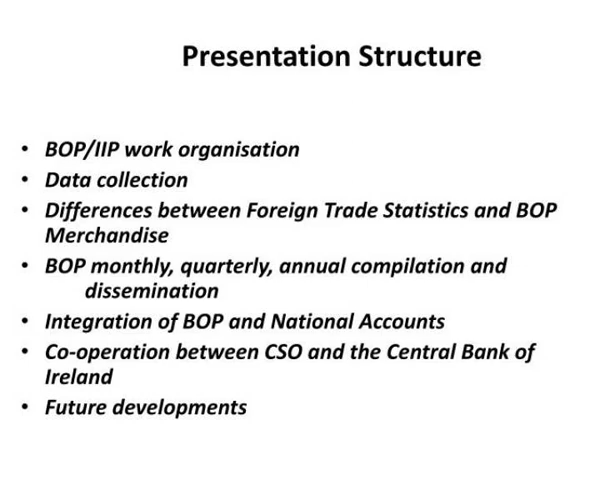 Presentation Structure
• BOP/IIP work organisation
• Data collection
• Differences between Foreign Trade Statistics and BOP
Merchandise
• BOP monthly, quarterly, annual compilation and
dissemination
• Integration of BOP and National Accounts
• Co-operation between CSO and the Central Bank of
Ireland
• Future developments